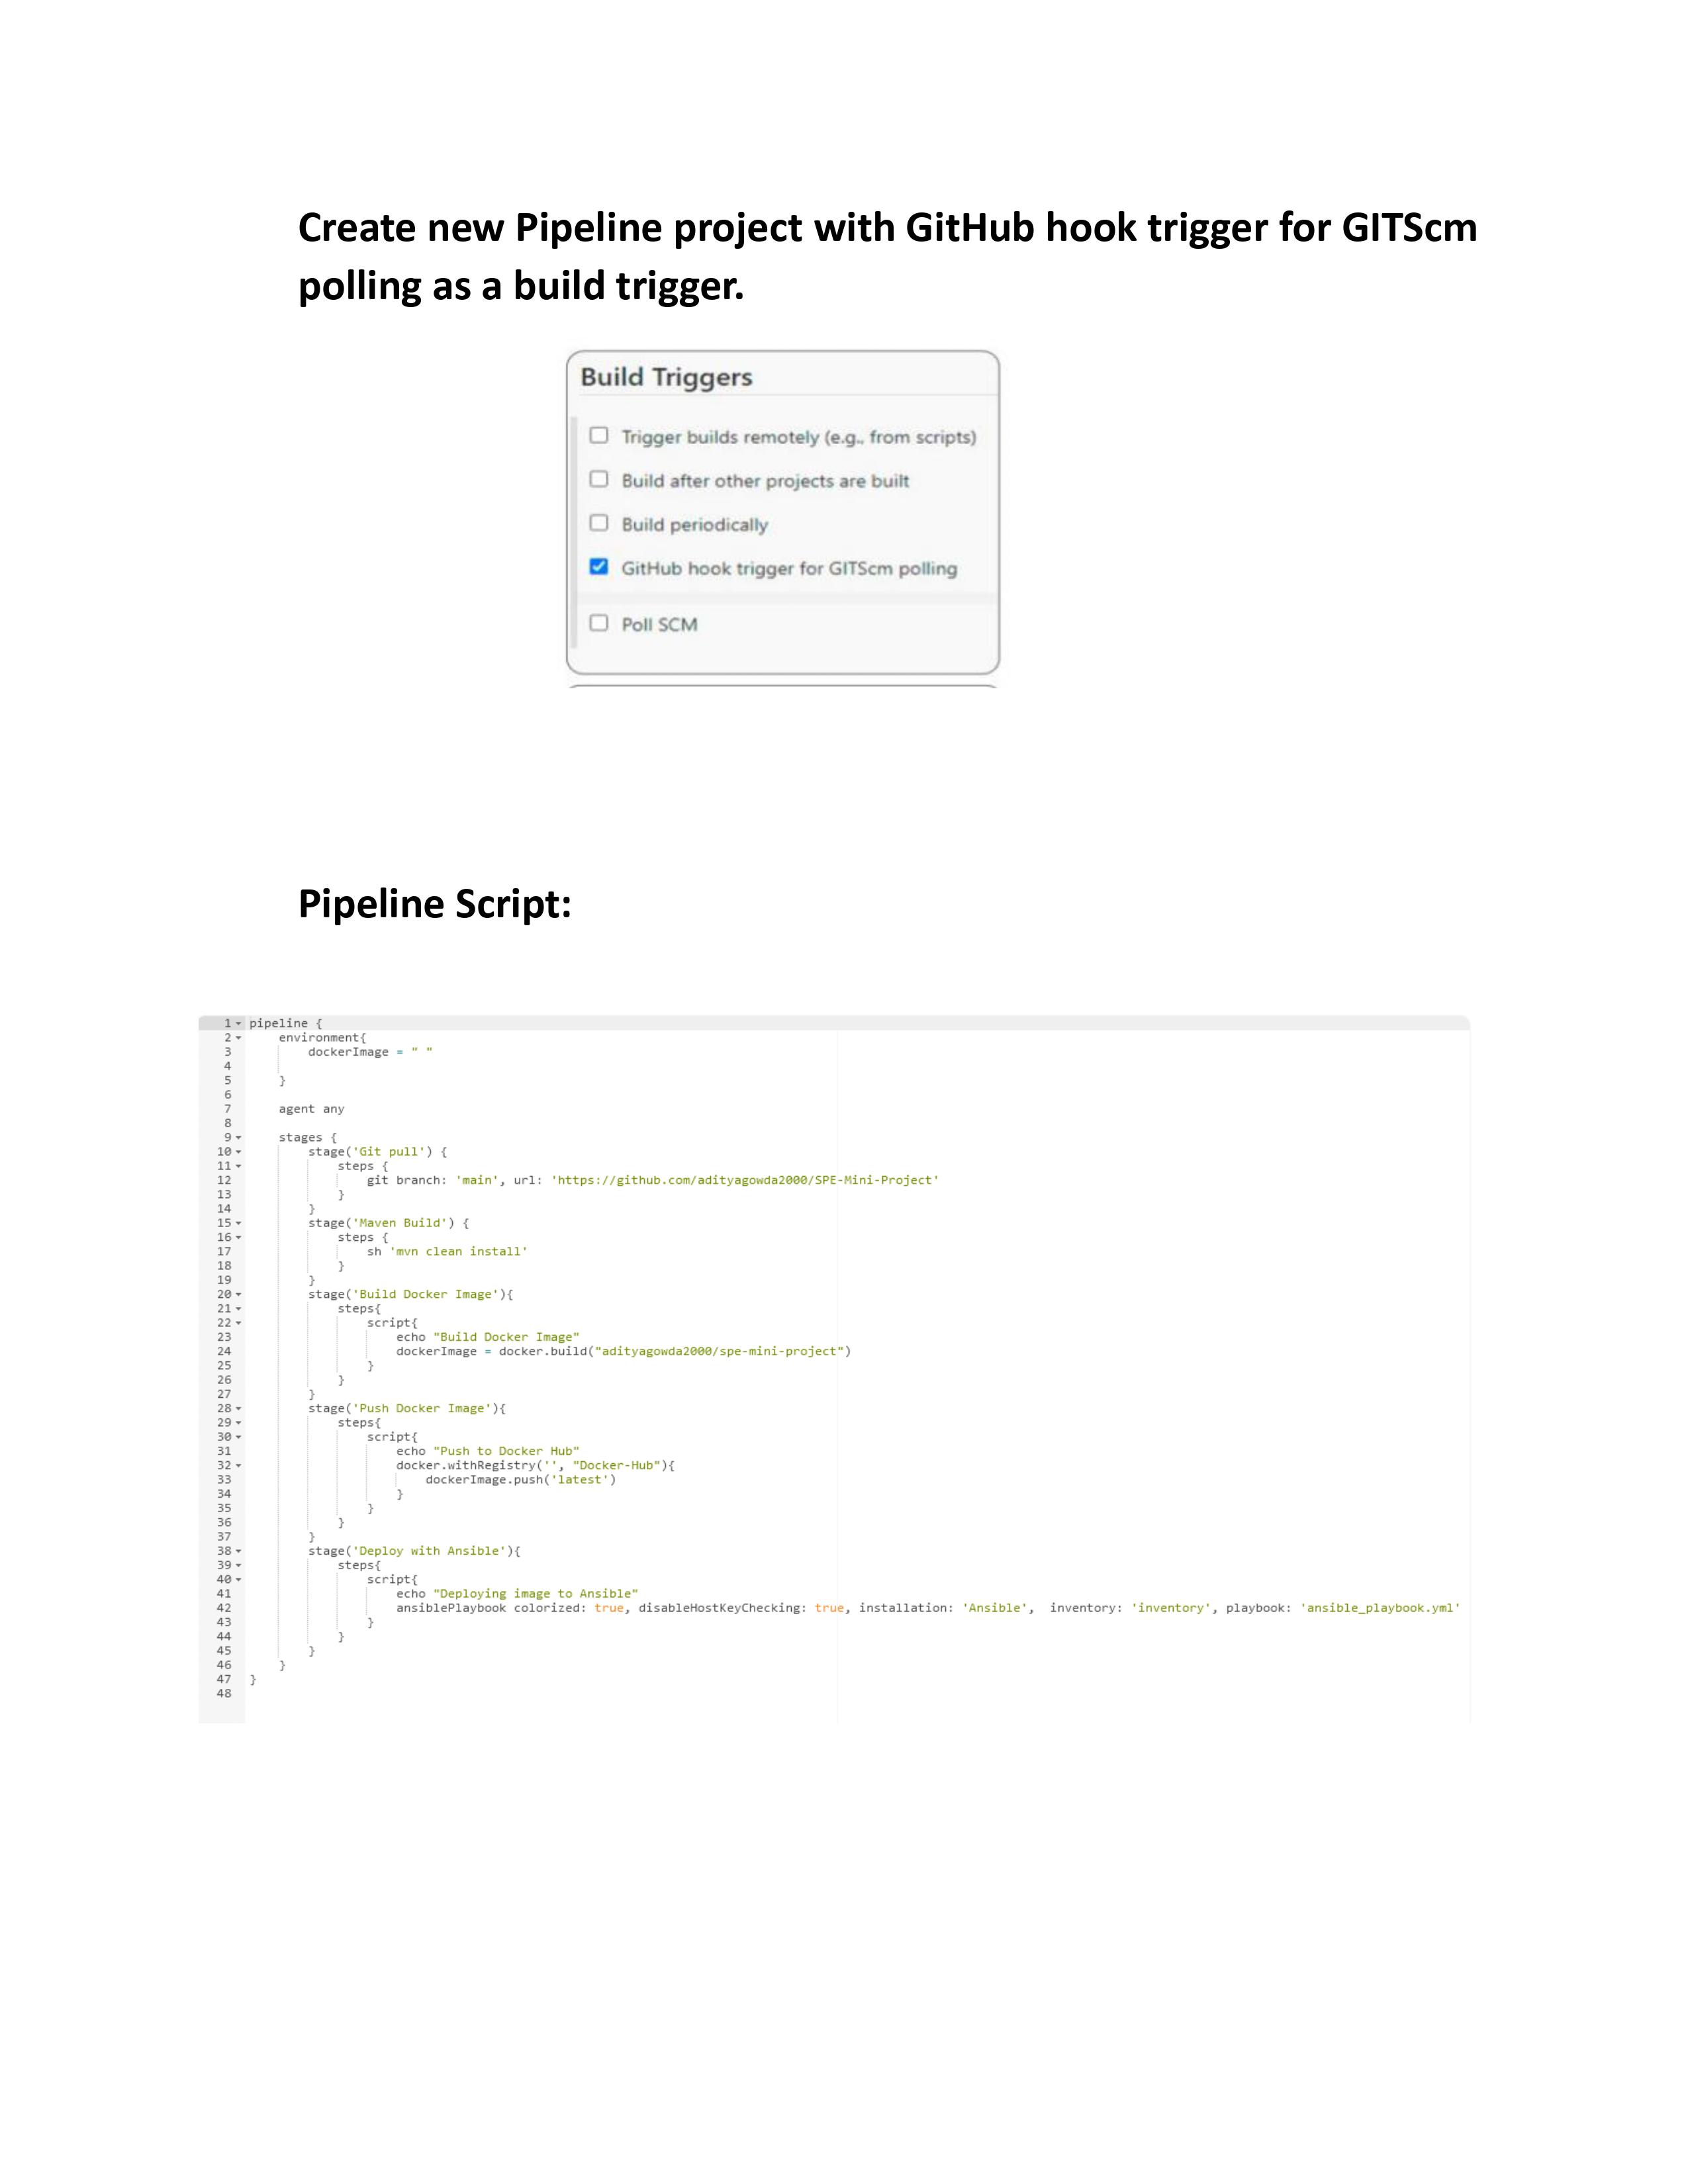 Create new Pipeline project with GitHub hook trigger for GITScm
polling as a build trigger.
Build Triggers
Trigger builds remotely (e.g., from scripts)
Build after other projects are built
Build periodically
GitHub hook trigger for GITScm polling
Poll SCM
Pipeline Script:
1 pipeline {
2     environment{
3         dockerImage = " "
4
5     }
6
7     agent any
8
9     stages {
10         stage('Git pull') {
11             steps {
12                 git branch: 'main', url: 'https://github.com/adityagowda2000/SPE-Mini-Project'
13             }
14         }
15         stage('Maven Build') {
16             steps {
17                 sh 'mvn clean install'
18             }
19         }
20         stage('Build Docker Image'){
21             steps{
22                 script{
23                     echo "Build Docker Image"
24                     dockerImage = docker.build("adityagowda2000/spe-mini-project")
25                 }
26             }
27         }
28         stage('Push Docker Image'){
29             steps{
30                 script{
31                     echo "Push to Docker Hub"
32                     docker.withRegistry('', "Docker-Hub"){
33                         dockerImage.push('latest')
34                     }
35                 }
36             }
37         }
38         stage('Deploy with Ansible'){
39             steps{
40                 script{
41                     echo "Deploying image to Ansible"
42                     ansiblePlaybook colorized: true, disableHostKeyChecking: true, installation: 'Ansible',  inventory: 'inventory', playbook: 'ansible_playbook.yml'
43                 }
44             }
45         }
46     }
47 }
48